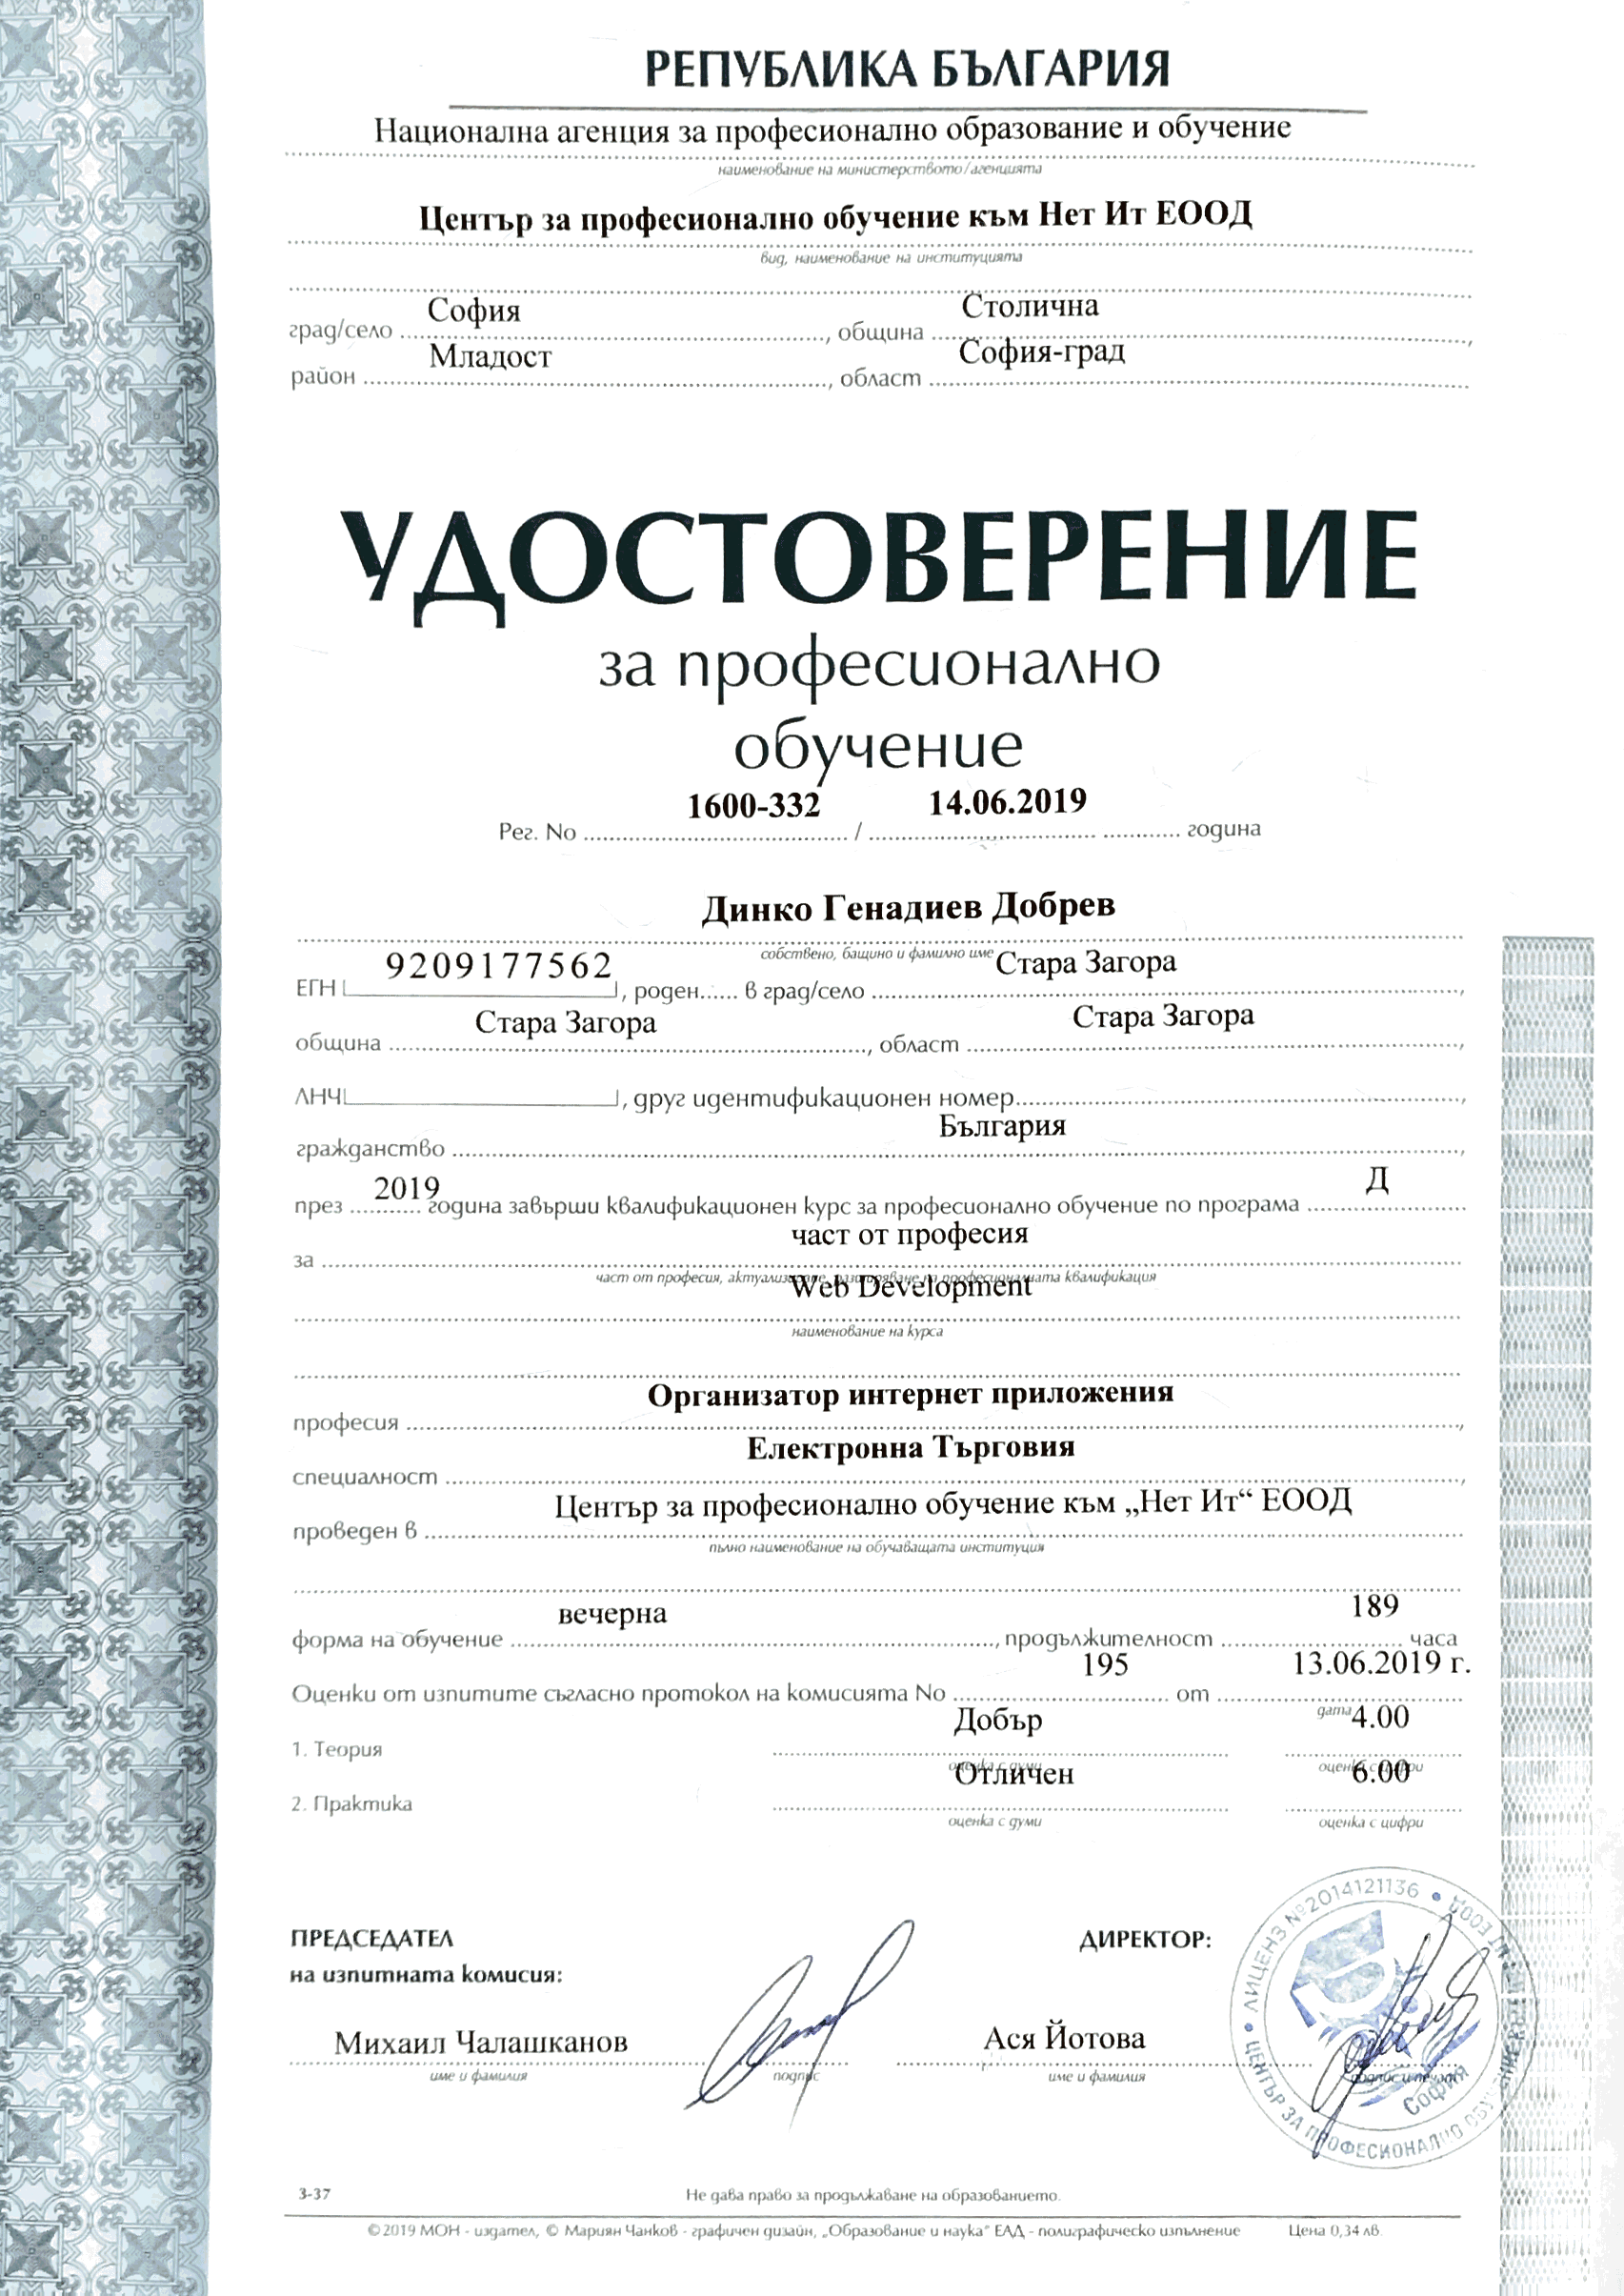 РЕПУБЛИКА БЪЛГАРИЯ
Национална агенция за професионално образование и обучение
наименование на министерството/агенцията
Център за професионално обучение към Нет Ит ЕООД
вид, наименование на институцията
град/село София, община Столична
район Младост, област София-град
УДОСТОВЕРЕНИЕ
за професионално
обучение
Рег. No 1600-332 / 14.06.2019 година
Динко Генадиев Добрев
собствено, бащино и фамилно име
ЕГН 9209177562, роден...... в град/село Стара Загора,
община Стара Загора, област Стара Загора,
ЛНЧ, друг идентификационен номер,
гражданство България,
през 2019 година завърши квалификационен курс за професионално обучение по програма Д
за част от професия
част от професия, актуализиране, разширяване на професионалната квалификация
Web Development
наименование на курса
професия Организатор интернет приложения,
специалност Електронна Търговия,
проведен в Център за професионално обучение към „Нет Ит“ ЕООД
пълно наименование на обучаващата институция
форма на обучение вечерна, продължителност 189 часа
Оценки от изпитите съгласно протокол на комисията No 195 от 13.06.2019 г.
дата
1. Теория Добър 4.00
оценка с думи оценка с цифри
2. Практика Отличен 6.00
оценка с думи оценка с цифри
ПРЕДСЕДАТЕЛ
на изпитната комисия:
ДИРЕКТОР:
Михаил Чалашканов
Ася Йотова
име и фамилия подпис име и фамилия подпис и печат
ЛИЦЕНЗ №2014121136
ЦЕНТЪР ЗА ПРОФЕСИОНАЛНО ОБУЧЕНИЕ
ЕООД
София
3-37
Не дава право за продължаване на образованието.
©2019 МОН - издател, © Мариян Чанков - графичен дизайн, „Образование и наука“ ЕАД - полиграфическо изпълнение Цена 0,34 лв.